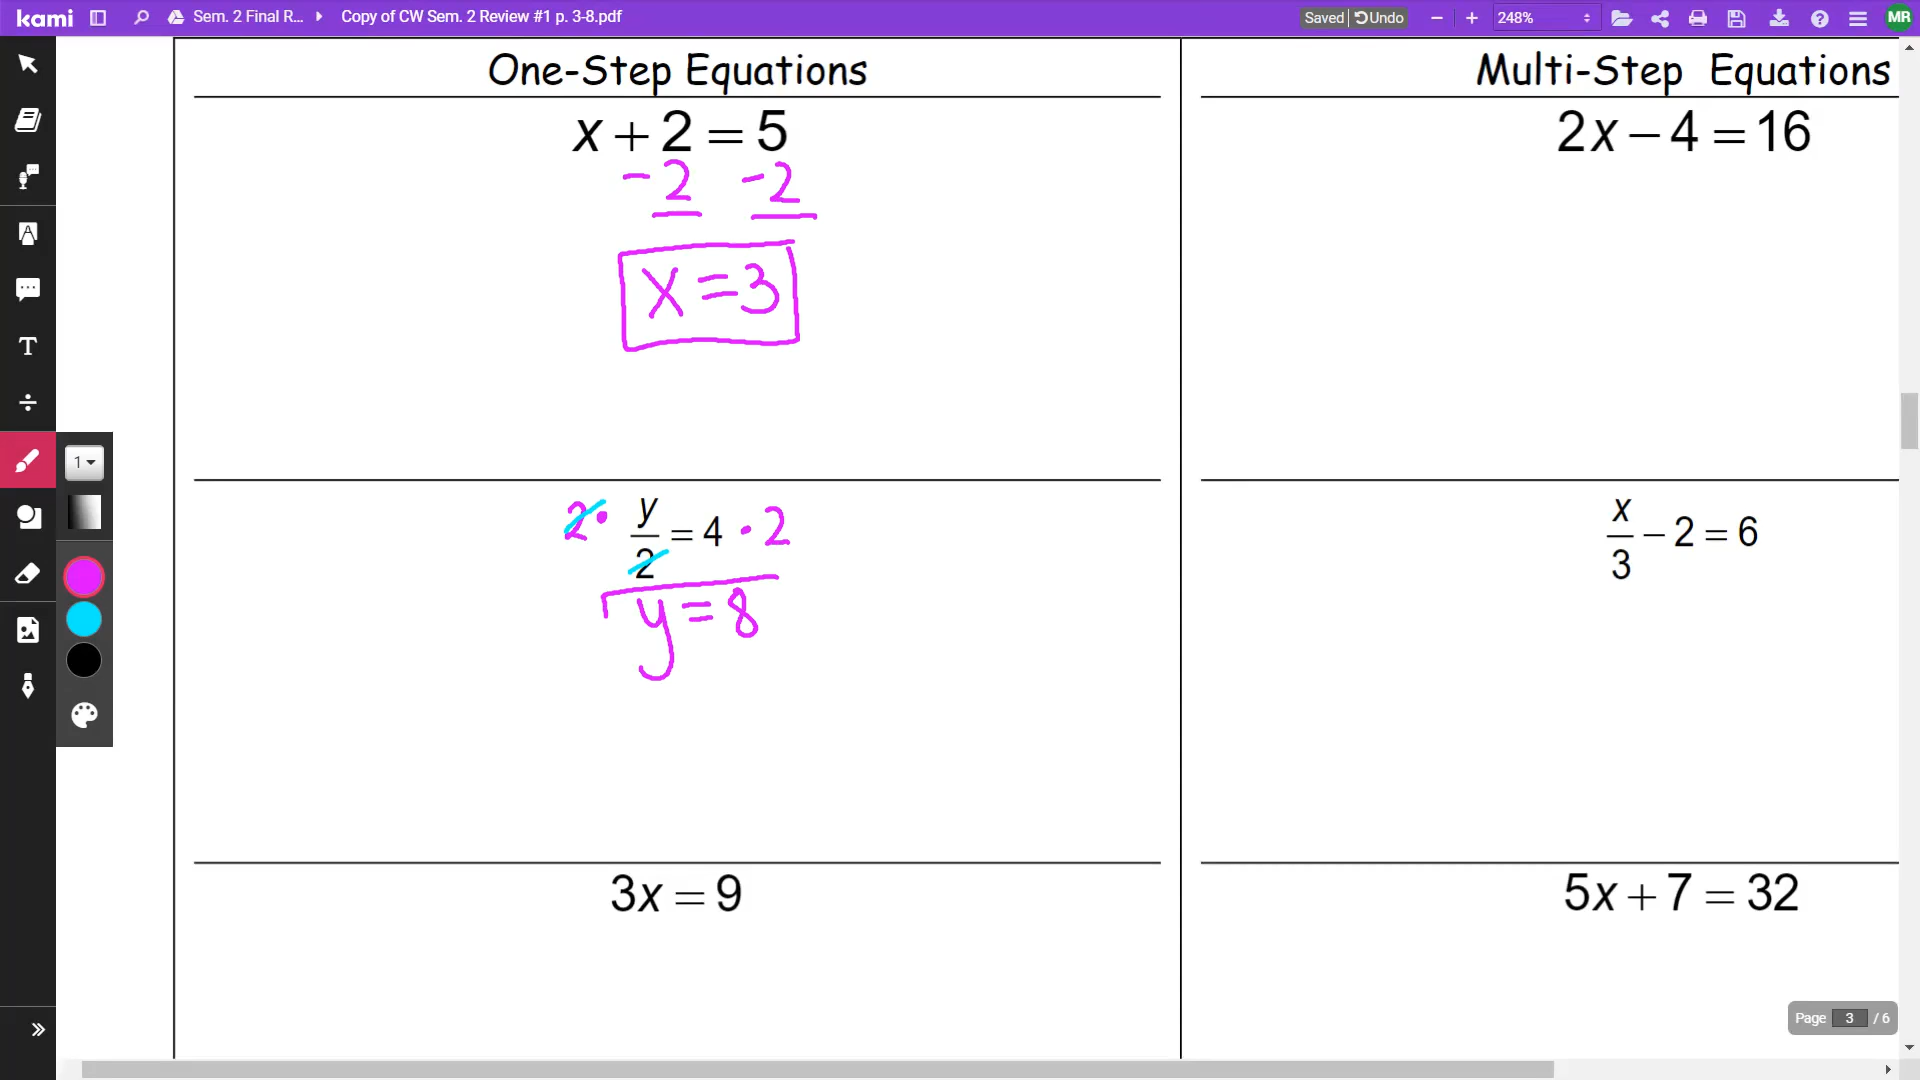 kami Sem. 2 Final R... Copy of CW Sem. 2 Review #1 p. 3-8.pdf Saved Undo 248% MR
One-Step Equations
x + 2 = 5
-2 -2
x = 3
2 • y/2 = 4 • 2
y = 8
3x = 9
Multi-Step Equations
2x − 4 = 16
x/3 − 2 = 6
5x + 7 = 32
T
1
Page 3 / 6